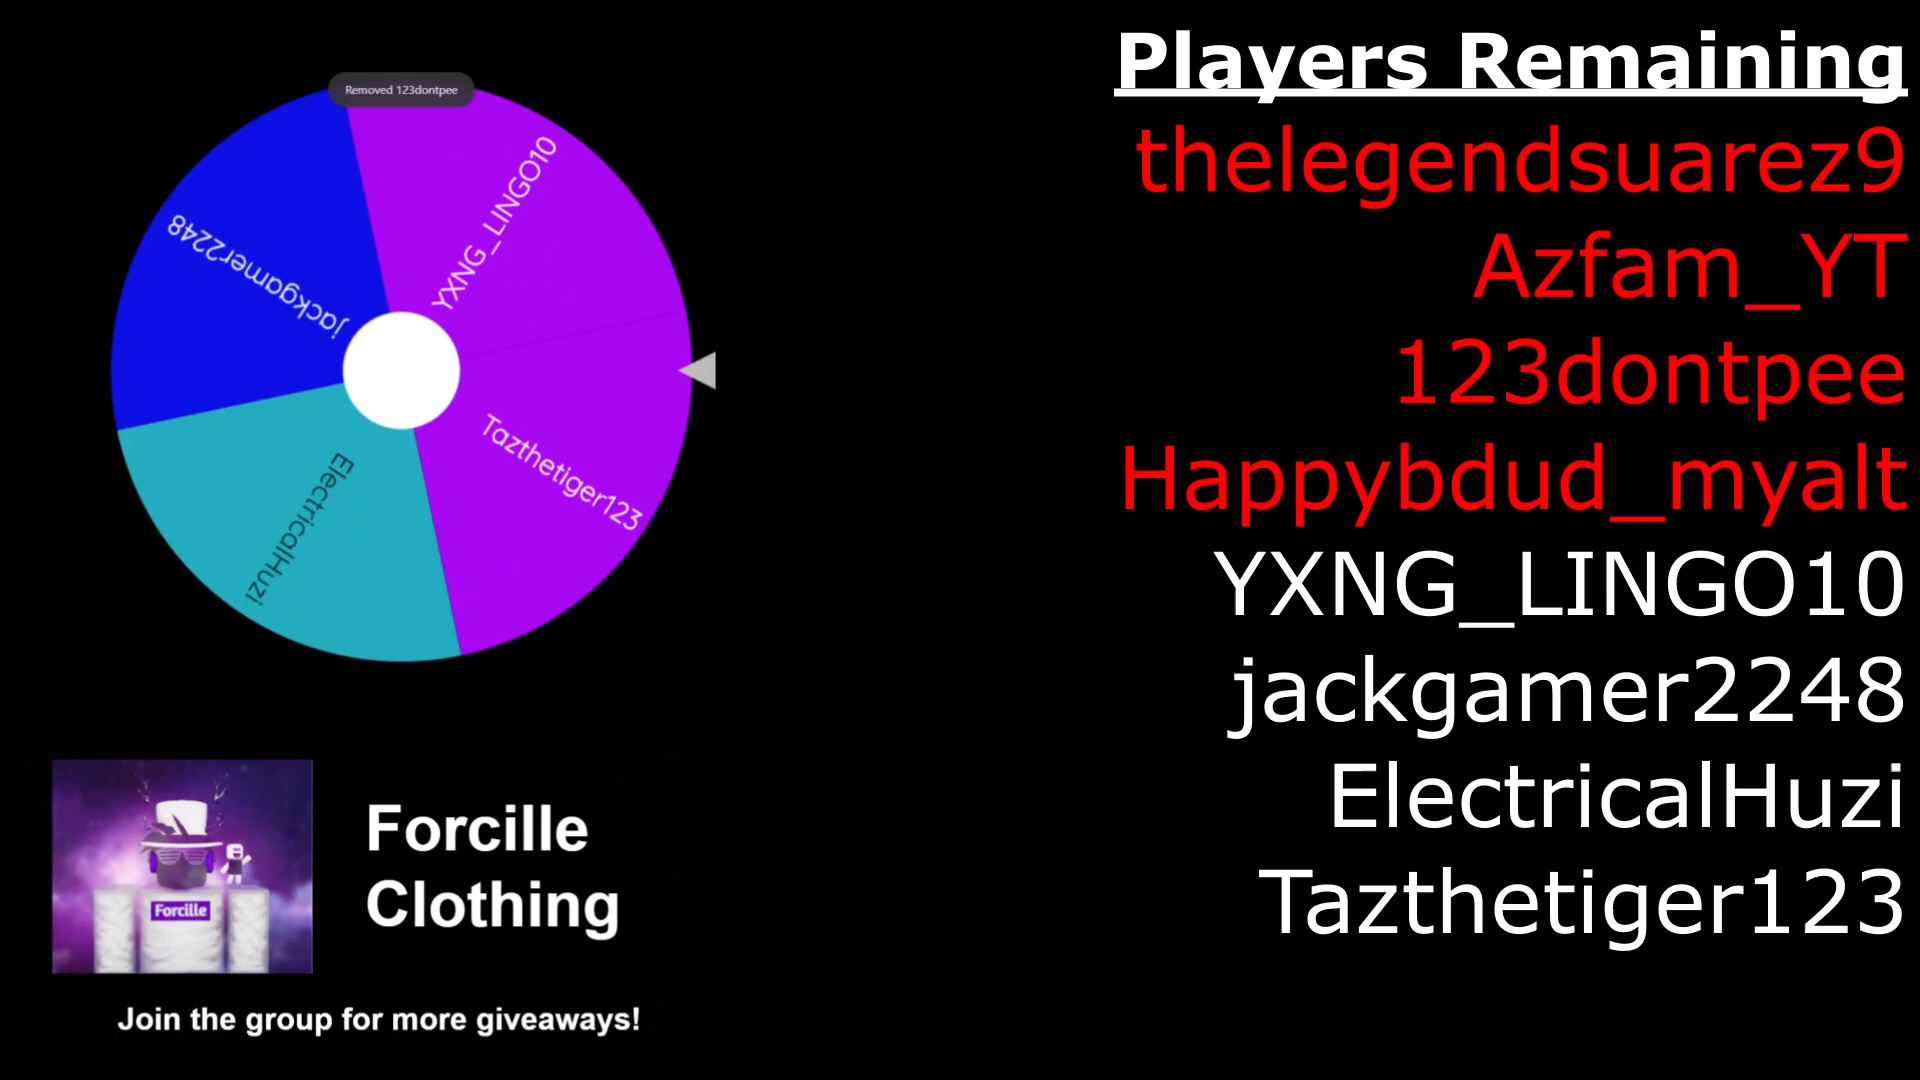 Removed 123dontpee
YXNG_LINGO10
jackgamer2248
Tazthetiger123
ElectricalHuzi
Forcille
Forcille
Clothing
Join the group for more giveaways!
Players Remaining
thelegendsuarez9
Azfam_YT
123dontpee
Happybdud_myalt
YXNG_LINGO10
jackgamer2248
ElectricalHuzi
Tazthetiger123